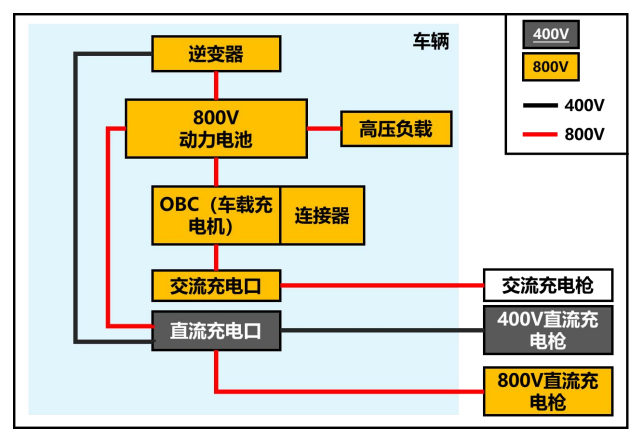 车辆
逆变器
800V
动力电池
高压负载
OBC（车载充
电机）
连接器
交流充电口
直流充电口
交流充电枪
400V直流充
电枪
800V直流充
电枪
400V
800V
400V
800V